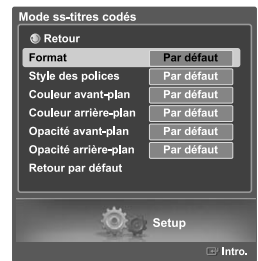 Mode ss-titres codés
Retour
Format Par défaut
Style des polices Par défaut
Couleur avant-plan Par défaut
Couleur arrière-plan Par défaut
Opacité avant-plan Par défaut
Opacité arrière-plan Par défaut
Retour par défaut
Setup
Intro.